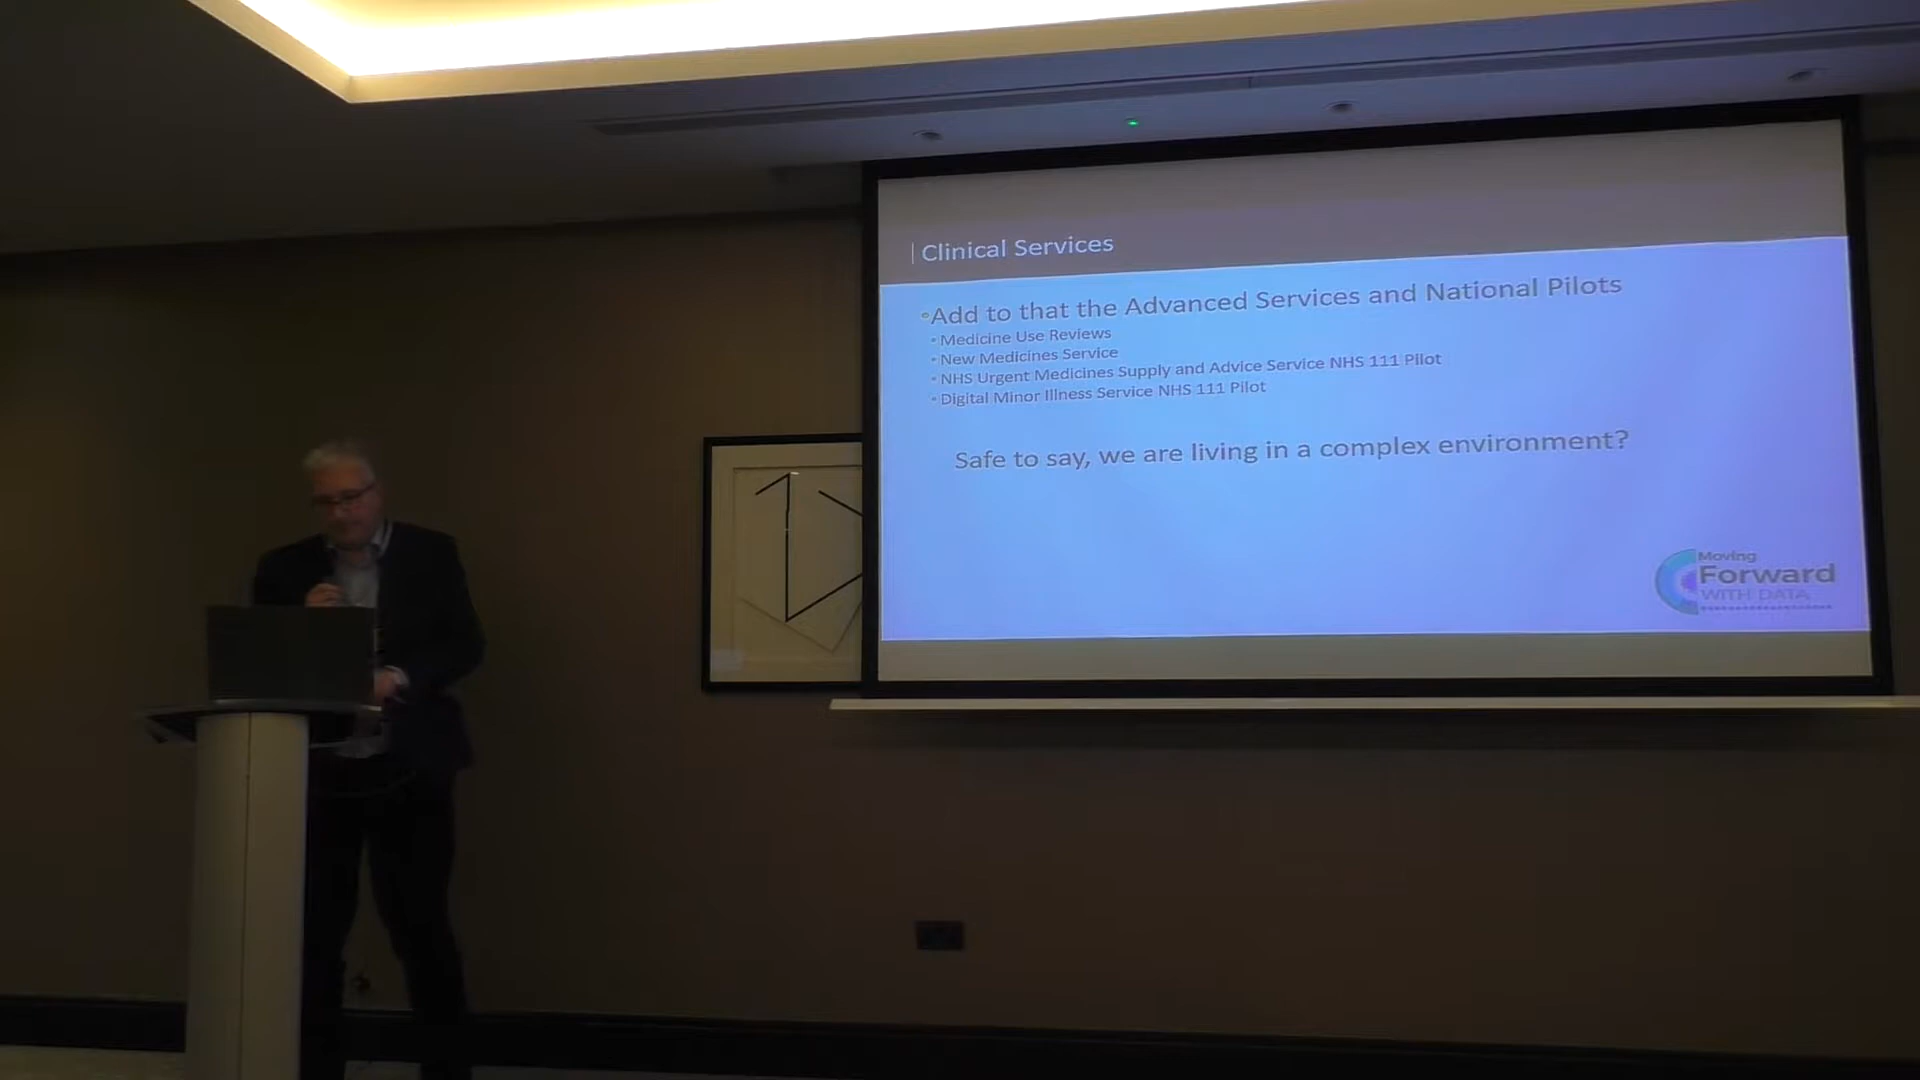 Clinical Services
•Add to that the Advanced Services and National Pilots
•Medicine Use Reviews
•New Medicines Service
•NHS Urgent Medicines Supply and Advice Service NHS 111 Pilot
•Digital Minor Illness Service NHS 111 Pilot
Safe to say, we are living in a complex environment?
Moving
Forward
WITH DATA